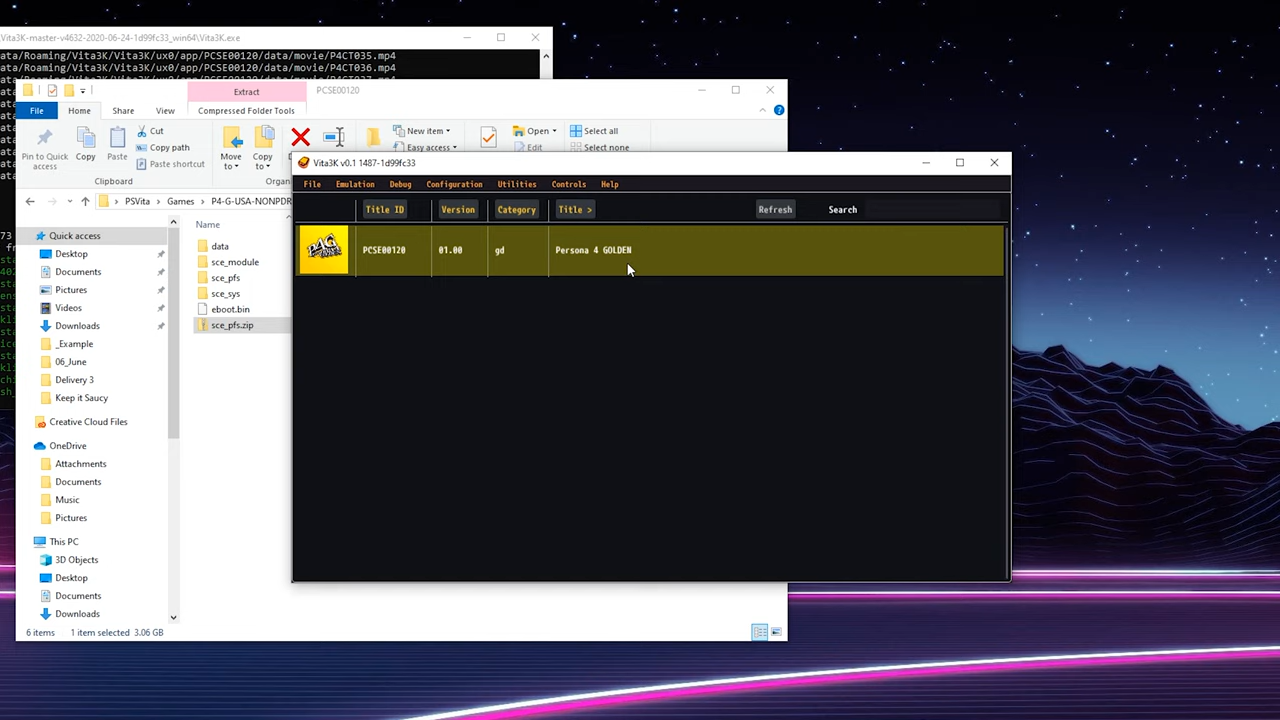 Vita3K-master-v4632-2020-06-24-1d99fc33_win64\Vita3K.exe
ata/Roaming/Vita3K/Vita3K/ux0/app/PCSE00120/data/movie/P4CT035.mp4
ata/Roaming/Vita3K/Vita3K/ux0/app/PCSE00120/data/movie/P4CT036.mp4
Extract
PCSE00120
File
Home
Share
View
Compressed Folder Tools
Pin to Quick access
Copy
Paste
Cut
Copy path
Paste shortcut
Clipboard
Move to
Copy to
Organ
New item
Easy access
Open
Edit
Select all
Select none
PSVita > Games > P4-G-USA-NONPDR
Name
data
sce_module
sce_pfs
sce_sys
eboot.bin
sce_pfs.zip
Quick access
Desktop
Documents
Pictures
Videos
Downloads
_Example
06_June
Delivery 3
Keep it Saucy
Creative Cloud Files
OneDrive
Attachments
Documents
Music
Pictures
This PC
3D Objects
Desktop
Documents
Downloads
6 items 1 item selected 3.06 GB
Vita3K v0.1 1487-1d99fc33
File Emulation Debug Configuration Utilities Controls Help
Title ID Version Category Title > Refresh Search
P4G
PCSE00120 01.00 gd Persona 4 GOLDEN